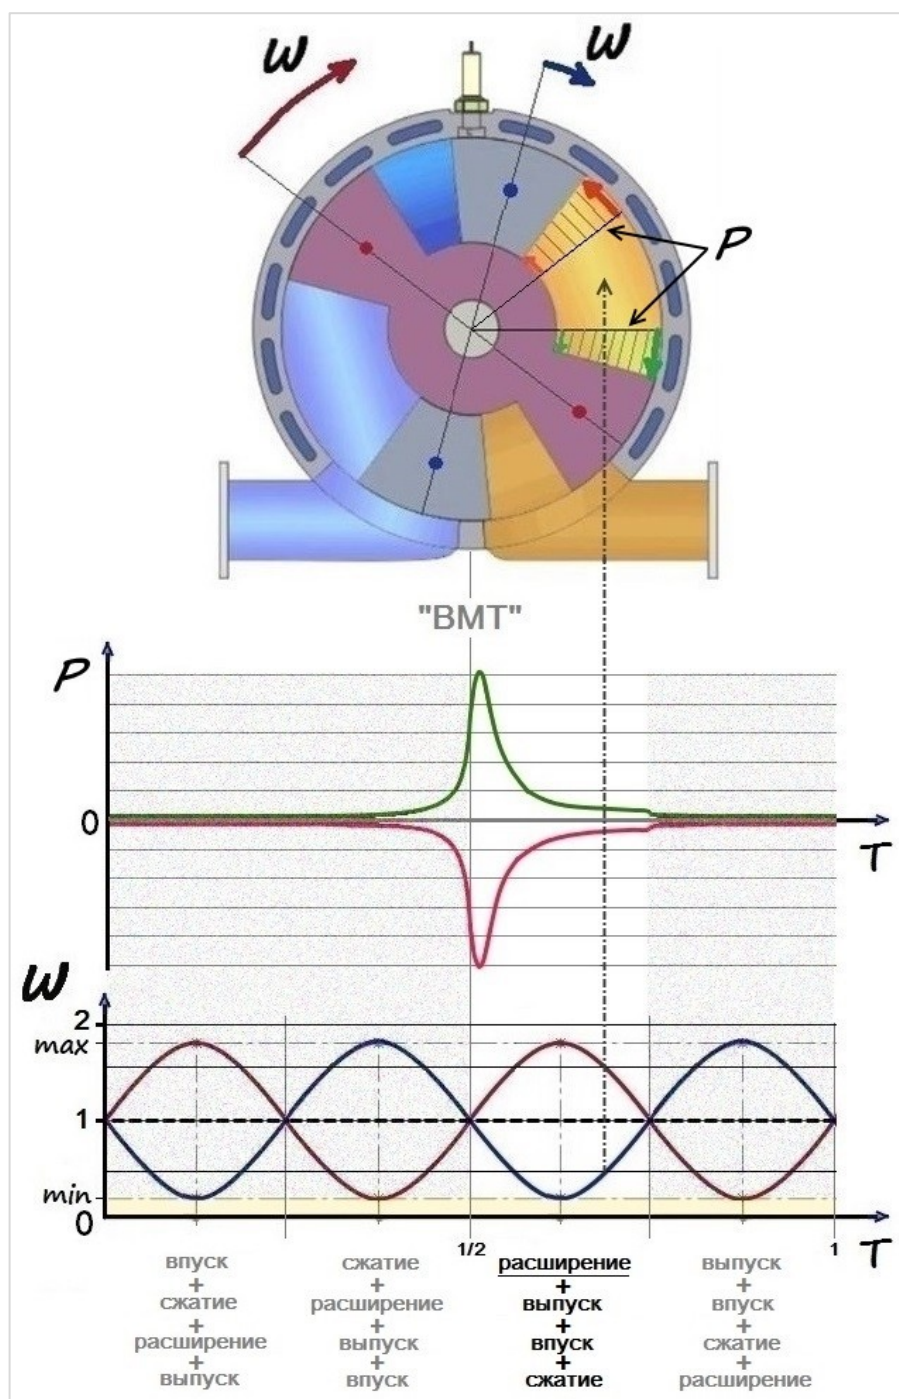 W
W
P
"ВМТ"
P
0
T
W
2
max
1
min
0
1/2
1
T
впуск
+
сжатие
+
расширение
+
выпуск
сжатие
+
расширение
+
выпуск
+
впуск
расширение
+
выпуск
+
впуск
+
сжатие
выпуск
+
впуск
+
сжатие
+
расширение